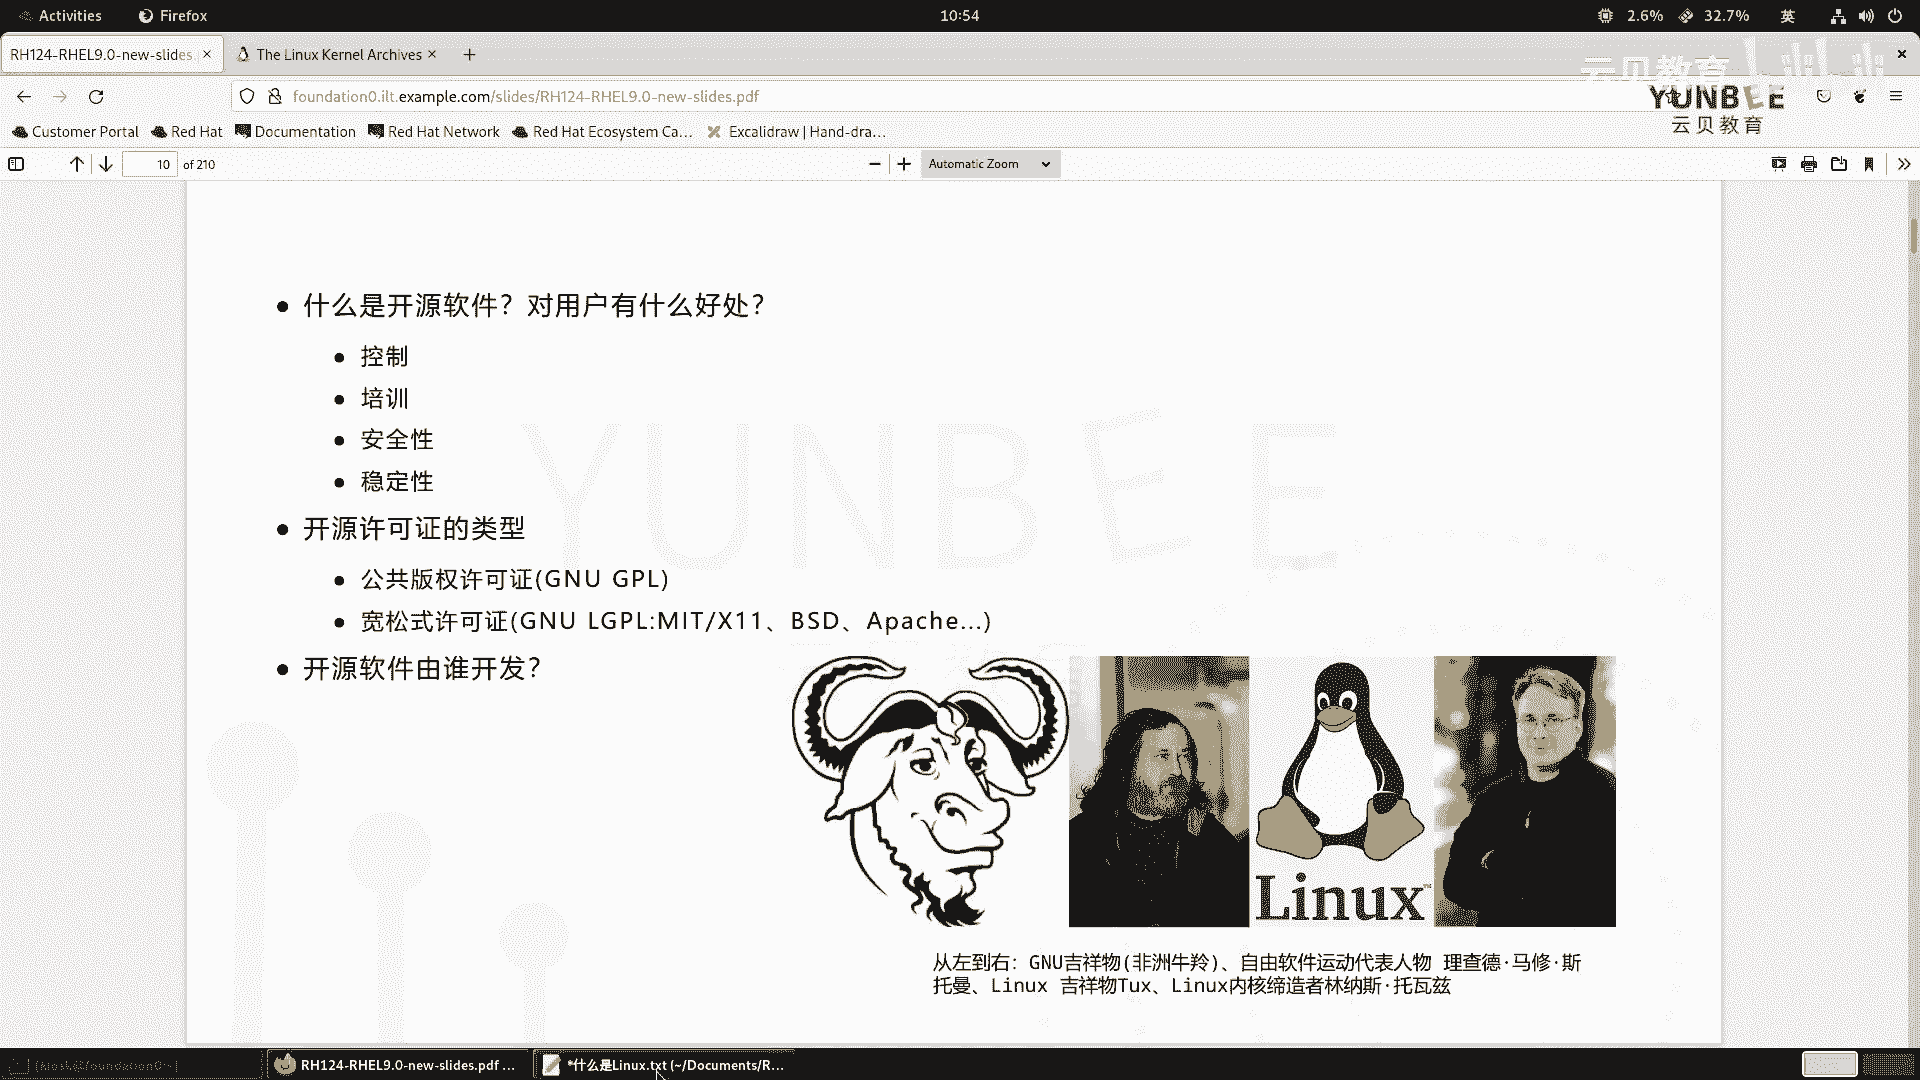 Activities Firefox 10:54 2.6% 32.7% 英
RH124-RHEL9.0-new-slides. The Linux Kernel Archives
foundation0.ilt.example.com/slides/RH124-RHEL9.0-new-slides.pdf
云贝教育
YUNBEE
云贝教育
Customer Portal Red Hat Documentation Red Hat Network Red Hat Ecosystem Ca... Excalidraw | Hand-dra...
10 of 210 Automatic Zoom
什么是开源软件？对用户有什么好处？
控制
培训
安全性
稳定性
YUNBEE
开源许可证的类型
公共版权许可证(GNU GPL)
宽松式许可证(GNU LGPL:MIT/X11、BSD、Apache...)
开源软件由谁开发？
Linux™
从左到右：GNU吉祥物(非洲牛羚)、自由软件运动代表人物 理查德·马修·斯
托曼、Linux 吉祥物Tux、Linux内核缔造者林纳斯·托瓦兹
[kiosk@foundation0:~] RH124-RHEL9.0-new-slides.pdf ... *什么是Linux.txt (~/Documents/R...